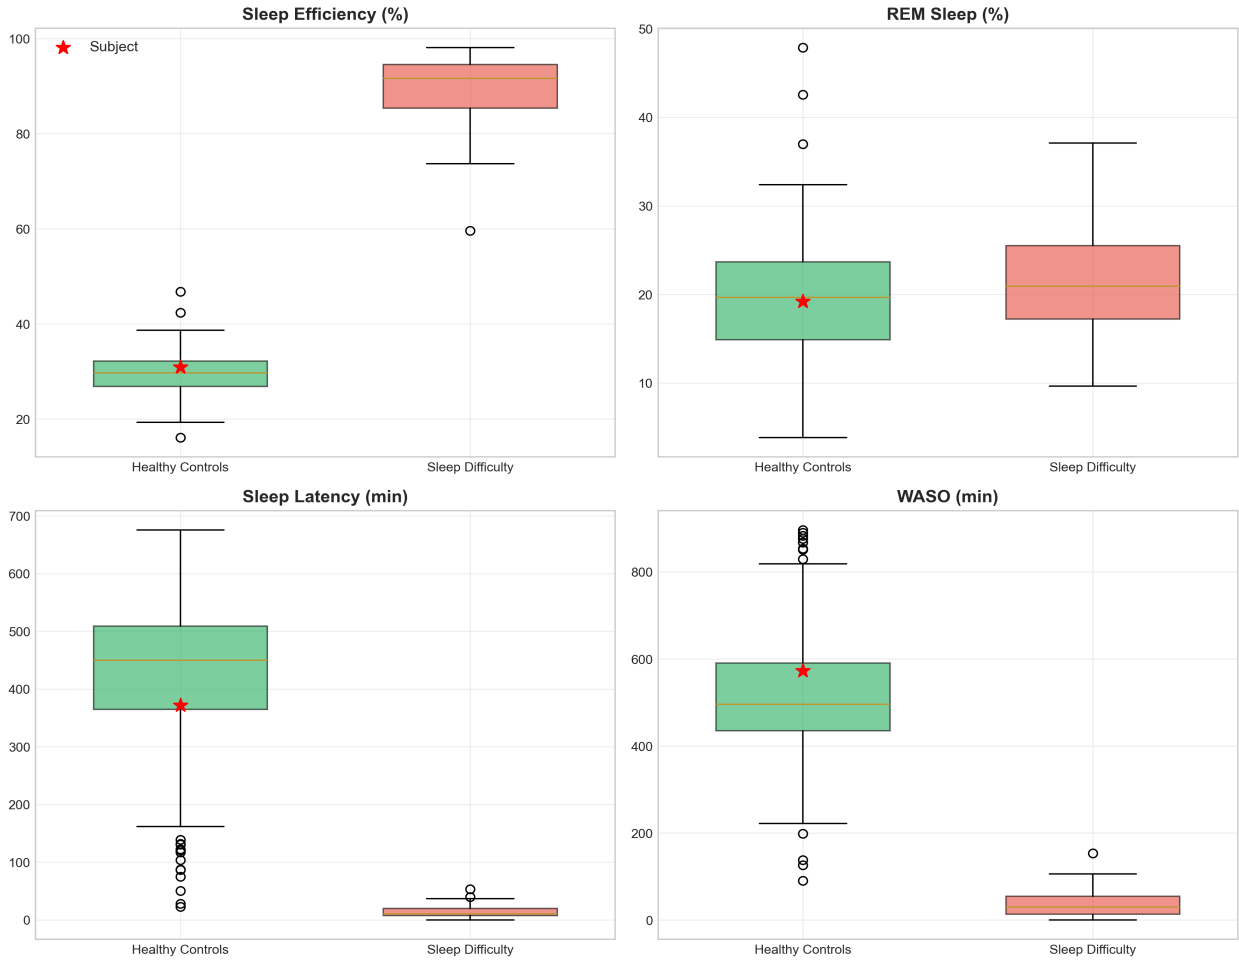 Sleep Efficiency (%)
100
80
60
40
20
Subject
Healthy Controls
Sleep Difficulty
REM Sleep (%)
50
40
30
20
10
Healthy Controls
Sleep Difficulty
Sleep Latency (min)
700
600
500
400
300
200
100
0
Healthy Controls
Sleep Difficulty
WASO (min)
800
600
400
200
0
Healthy Controls
Sleep Difficulty